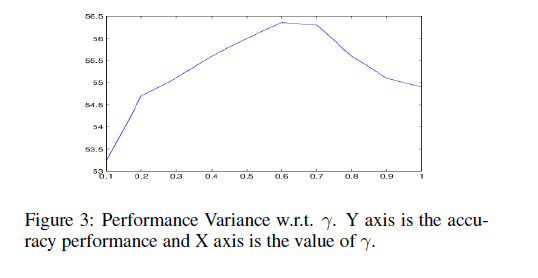 56.5
56
55.5
55
54.5
54
53.5
53
0.1 0.2 0.3 0.4 0.5 0.6 0.7 0.8 0.9 1
Figure 3: Performance Variance w.r.t. γ. Y axis is the accu-
racy performance and X axis is the value of γ.